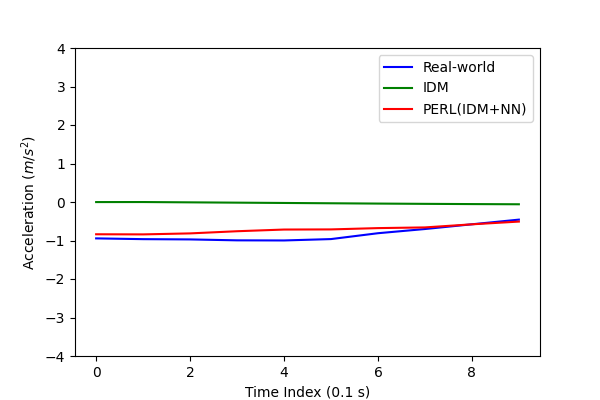 4
3
2
1
0
−1
−2
−3
−4
Acceleration (m/s²)
Real-world
IDM
PERL(IDM+NN)
0 2 4 6 8
Time Index (0.1 s)